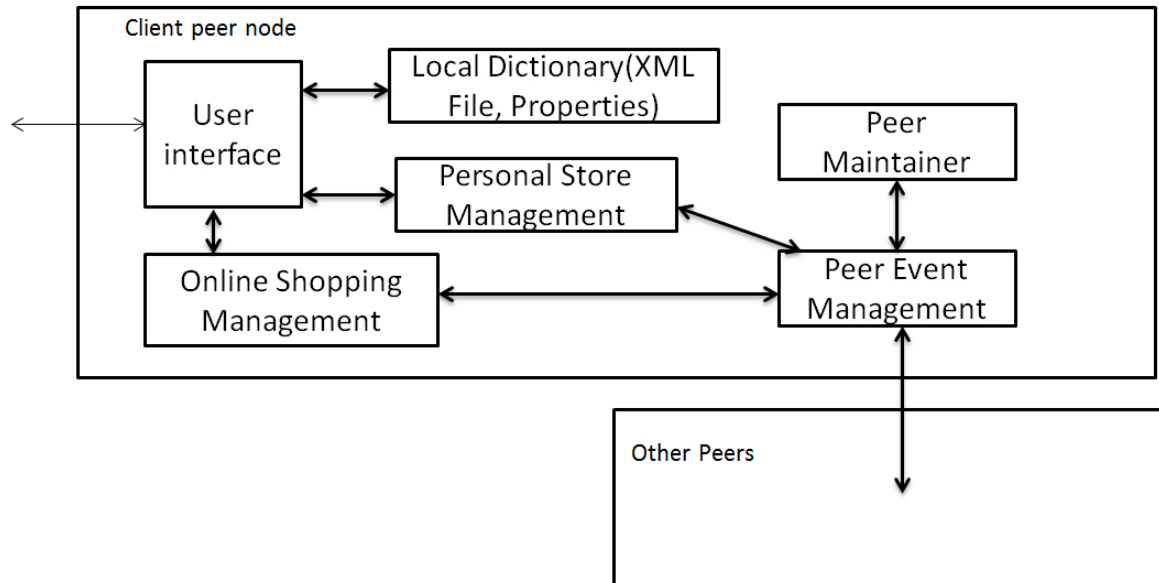 Client peer node
User
interface
Local Dictionary(XML
File, Properties)
Peer
Maintainer
Personal Store
Management
Online Shopping
Management
Peer Event
Management
Other Peers